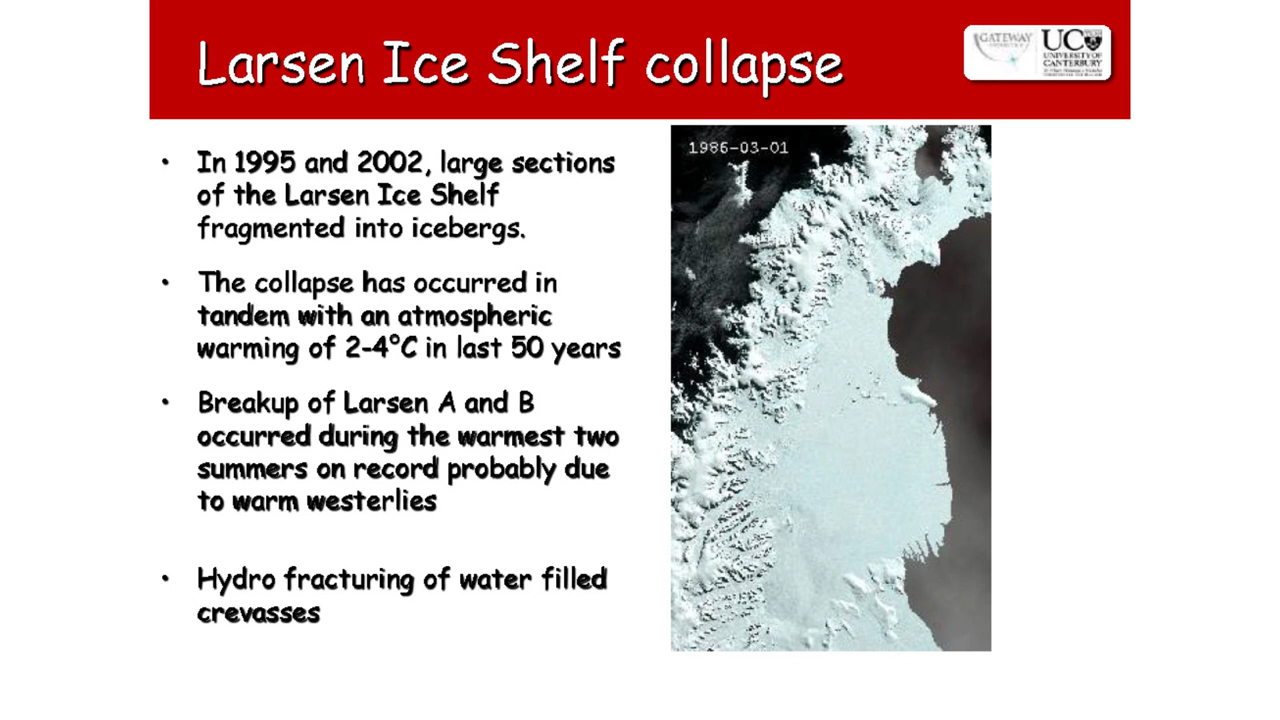 Larsen Ice Shelf collapse
GATEWAY
UC
UNIVERSITY OF
CANTERBURY
• In 1995 and 2002, large sections
of the Larsen Ice Shelf
fragmented into icebergs.
• The collapse has occurred in
tandem with an atmospheric
warming of 2-4°C in last 50 years
• Breakup of Larsen A and B
occurred during the warmest two
summers on record probably due
to warm westerlies
• Hydro fracturing of water filled
crevasses
1986-03-01